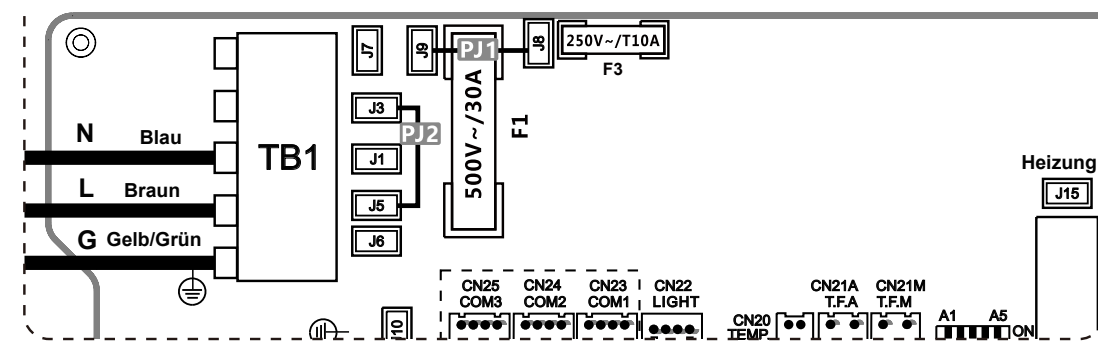 J7
J9
PJ1
J8
250V~/T10A
F3
J3
PJ2
500V~/30A
F1
N Blau
TB1
J1
Heizung
L Braun
J5
J15
G Gelb/Grün
J6
CN25
COM3
CN24
COM2
CN23
COM1
CN22
LIGHT
CN21A
T.F.A
CN21M
T.F.M
CN20
TEMP
A1 A5
ON